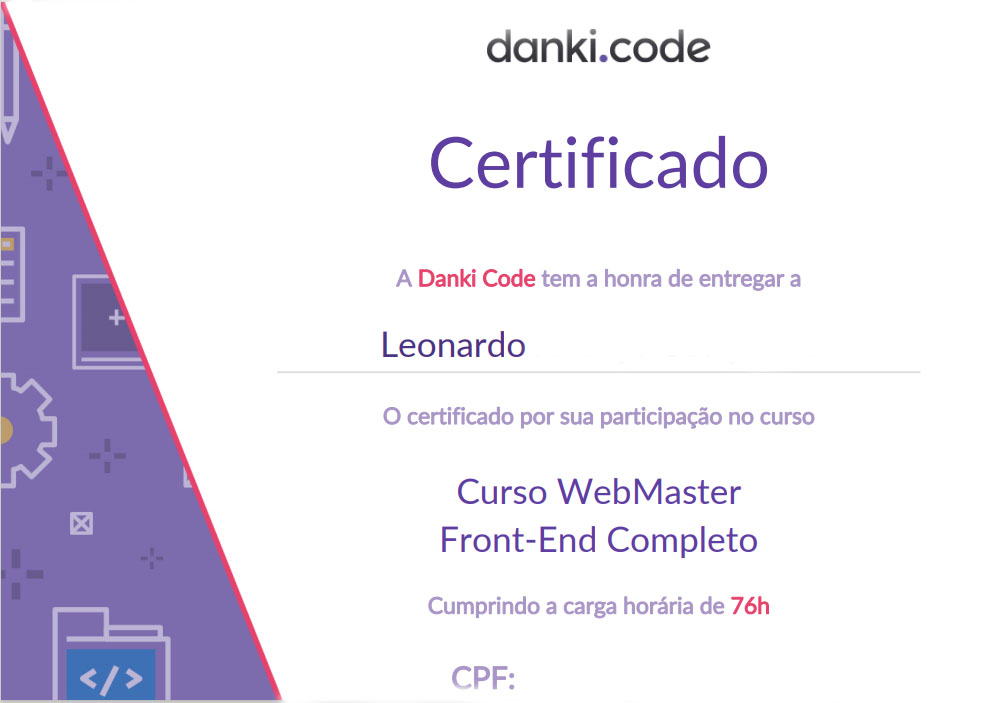 danki.code
Certificado
A Danki Code tem a honra de entregar a
Leonardo
O certificado por sua participação no curso
Curso WebMaster
Front-End Completo
Cumprindo a carga horária de 76h
CPF: